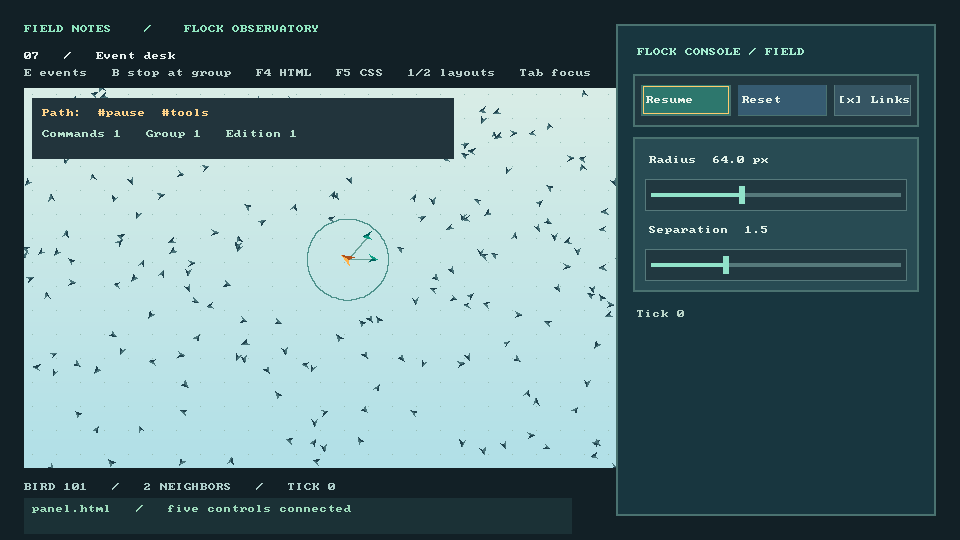 FIELD NOTES / FLOCK OBSERVATORY
07 / Event desk
E events B stop at group F4 HTML F5 CSS 1/2 layouts Tab focus
Path: #pause #tools
Commands 1 Group 1 Edition 1
BIRD 101 / 2 NEIGHBORS / TICK 0
panel.html / five controls connected
FLOCK CONSOLE / FIELD
Resume Reset [x] Links
Radius 64.0 px
Separation 1.5
Tick 0